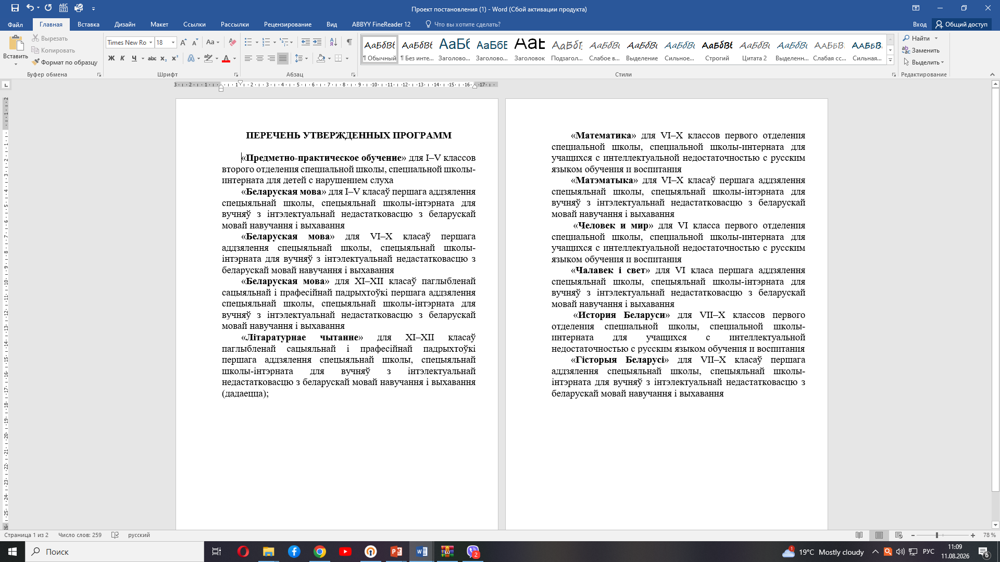 Проект постановления (1) - Word (Сбой активации продукта)
Файл Главная Вставка Дизайн Макет Ссылки Рассылки Рецензирование Вид ABBYY FineReader 12 Что вы хотите сделать? Вход Общий доступ
Вставить
Вырезать
Копировать
Формат по образцу
Буфер обмена
Times New Ro 18
Шрифт
Абзац
¶ Обычный ¶ Без инте... Заголово... Заголово... Заголовок Подзагол... Слабое в... Выделение Сильное... Строгий Цитата 2 Выделенн... Слабая сс... Сильная...
Стили
Найти
Заменить
Выделить
Редактирование
ПЕРЕЧЕНЬ УТВЕРЖДЕННЫХ ПРОГРАММ
«Предметно-практическое обучение» для I–V классов
второго отделения специальной школы, специальной школы-
интерната для детей с нарушением слуха
«Беларуская мова» для I–V класаў першага аддзялення
спецыяльнай школы, спецыяльнай школы-інтэрната для
вучняў з інтэлектуальнай недастатковасцю з беларускай
мовай навучання і выхавання
«Беларуская мова» для VI–X класаў першага
аддзялення спецыяльнай школы, спецыяльнай школы-
інтэрната для вучняў з інтэлектуальнай недастатковасцю з
беларускай мовай навучання і выхавання
«Беларуская мова» для XI–XII класаў паглыбленай
сацыяльнай і прафесійнай падрыхтоўкі першага аддзялення
спецыяльнай школы, спецыяльнай школы-інтэрната для
вучняў з інтэлектуальнай недастатковасцю з беларускай
мовай навучання і выхавання
«Літаратурнае чытанне» для XI–XII класаў
паглыбленай сацыяльнай і прафесійнай падрыхтоўкі
першага аддзялення спецыяльнай школы, спецыяльнай
школы-інтэрната для вучняў з інтэлектуальнай
недастатковасцю з беларускай мовай навучання і выхавання
(дадаецца);
«Математика» для VI–X классов первого отделения
специальной школы, специальной школы-интерната для
учащихся с интеллектуальной недостаточностью с русским
языком обучения и воспитания
«Матэматыка» для VI–X класаў першага аддзялення
спецыяльнай школы, спецыяльнай школы-інтэрната для
вучняў з інтэлектуальнай недастатковасцю з беларускай
мовай навучання і выхавання
«Человек и мир» для VI класса первого отделения
специальной школы, специальной школы-интерната для
учащихся с интеллектуальной недостаточностью с русским
языком обучения и воспитания
«Чалавек і свет» для VI класа першага аддзялення
спецыяльнай школы, спецыяльнай школы-інтэрната для
вучняў з інтэлектуальнай недастатковасцю з беларускай
мовай навучання і выхавання
«История Беларуси» для VII–X классов первого
отделения специальной школы, специальной школы-
интерната для учащихся с интеллектуальной
недостаточностью с русским языком обучения и воспитания
«Гісторыя Беларусі» для VII–X класаў першага
аддзялення спецыяльнай школы, спецыяльнай школы-
інтэрната для вучняў з інтэлектуальнай недастатковасцю з
беларускай мовай навучання і выхавання
Страница 1 из 2 Число слов: 259 русский 78 %
Поиск
19°C Mostly cloudy РУС 11:09
11.08.2026